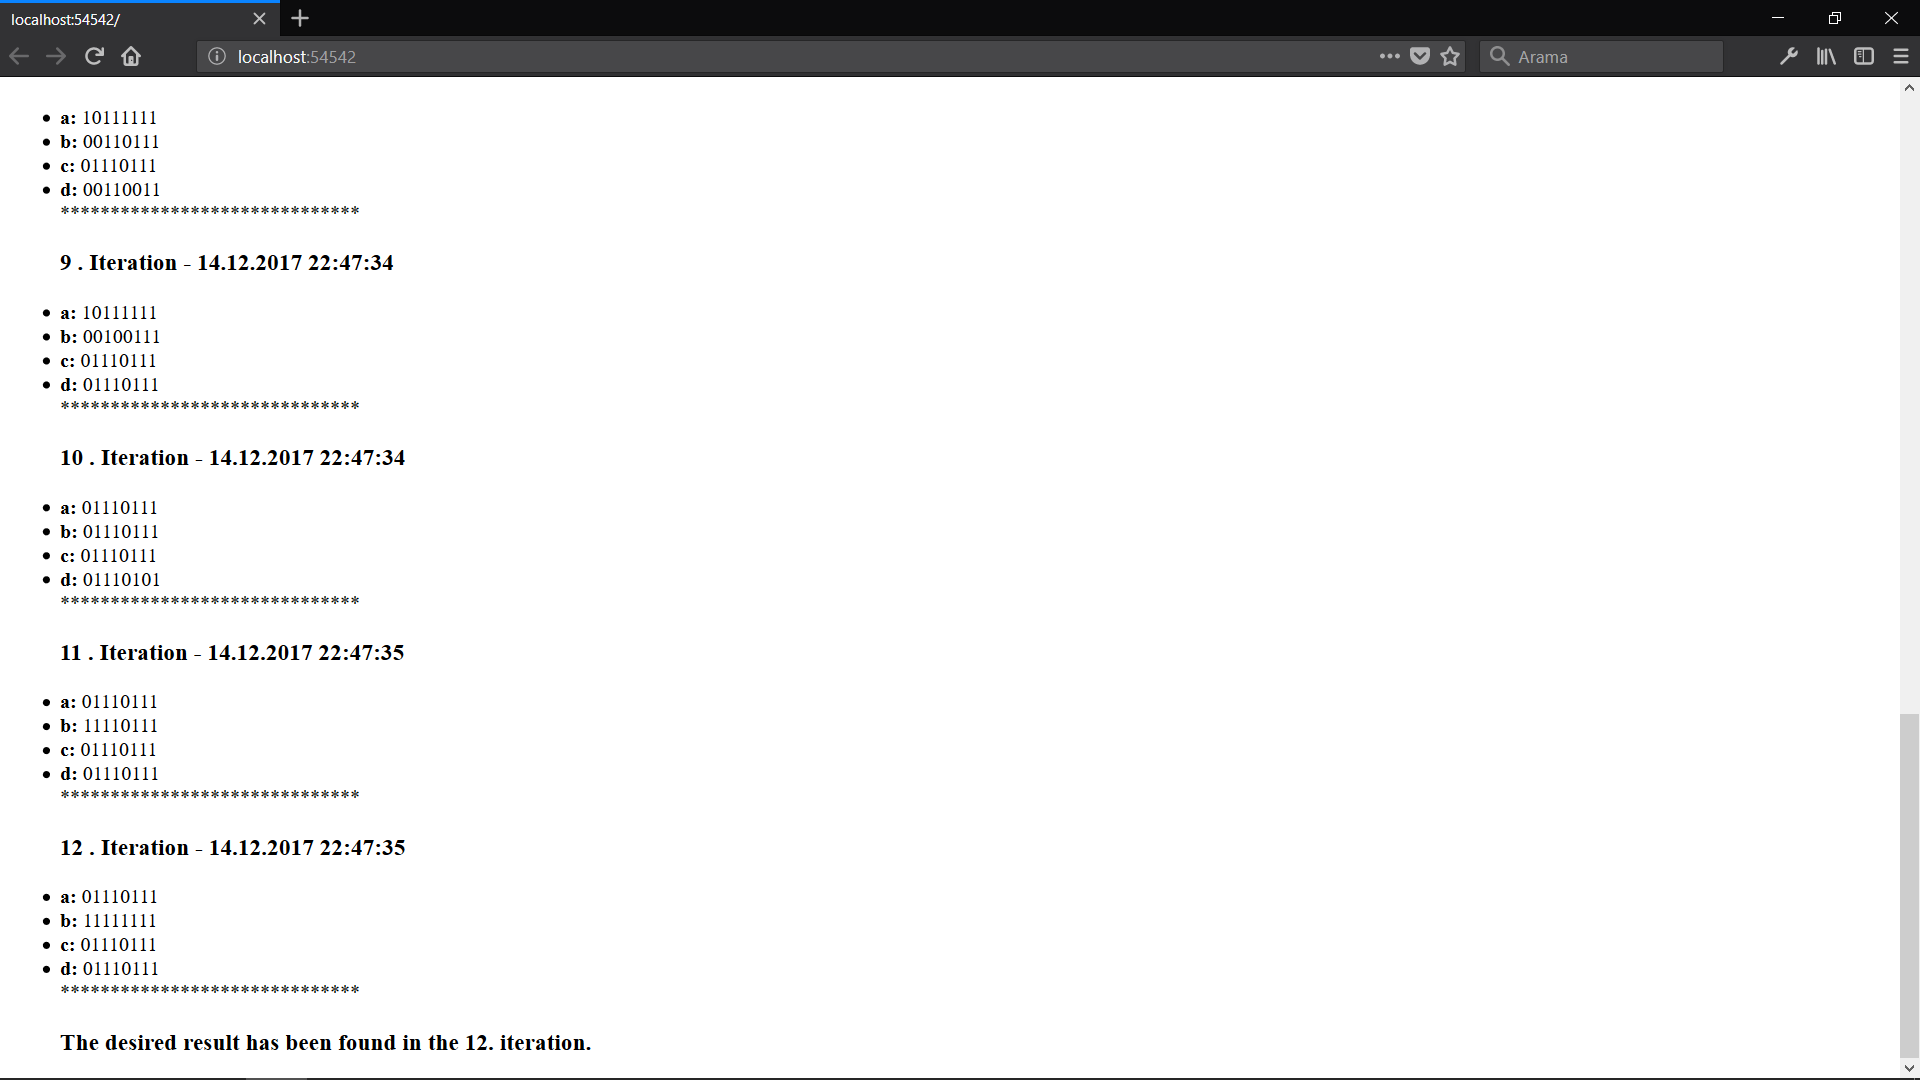 localhost:54542/
localhost:54542
Arama
a: 10111111
b: 00110111
c: 01110111
d: 00110011
******************************
9 . Iteration - 14.12.2017 22:47:34
a: 10111111
b: 00100111
c: 01110111
d: 01110111
******************************
10 . Iteration - 14.12.2017 22:47:34
a: 01110111
b: 01110111
c: 01110111
d: 01110101
******************************
11 . Iteration - 14.12.2017 22:47:35
a: 01110111
b: 11110111
c: 01110111
d: 01110111
******************************
12 . Iteration - 14.12.2017 22:47:35
a: 01110111
b: 11111111
c: 01110111
d: 01110111
******************************
The desired result has been found in the 12. iteration.